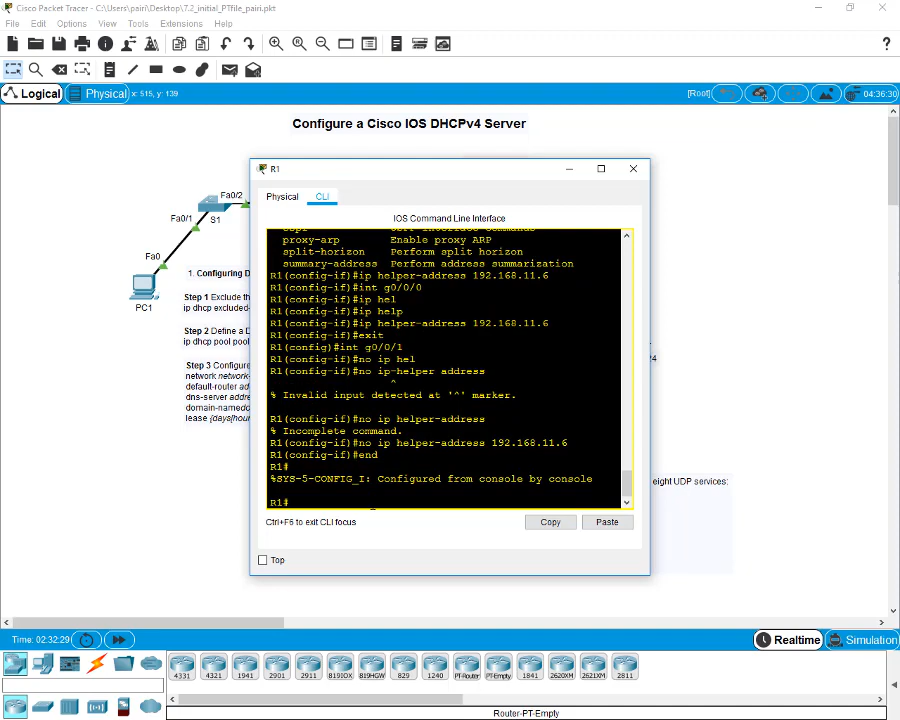 Cisco Packet Tracer - C:\Users\pairi\Desktop\7.2_initial_PTfile_pairi.pkt
File Edit Options View Tools Extensions Help
Logical Physical x: 515, y: 139
[Root] 04:36:30
Configure a Cisco IOS DHCPv4 Server
Fa0/2
Fa0/1
S1
Fa0
PC1
1. Configuring D
Step 1 Exclude th
ip dhcp excluded-
Step 2 Define a D
ip dhcp pool pool
Step 3 Configure
network network-
default-router ad
dns-server addre
domain-namedo
lease {days[hour
R1
Physical CLI
IOS Command Line Interface
proxy-arp Enable proxy ARP
split-horizon Perform split horizon
summary-address Perform address summarization
R1(config-if)#ip helper-address 192.168.11.6
R1(config-if)#int g0/0/0
R1(config-if)#ip hel
R1(config-if)#ip help
R1(config-if)#ip helper-address 192.168.11.6
R1(config-if)#exit
R1(config)#int g0/0/1
R1(config-if)#no ip hel
R1(config-if)#no ip-helper address
^
% Invalid input detected at '^' marker.
R1(config-if)#no ip helper-address
% Incomplete command.
R1(config-if)#no ip helper-address 192.168.11.6
R1(config-if)#end
R1#
%SYS-5-CONFIG_I: Configured from console by console
R1#
Ctrl+F6 to exit CLI focus
Copy Paste
Top
eight UDP services:
Time: 02:32:29
Realtime Simulation
4331 4321 1941 2901 2911 819IOX 819HGW 829 1240 PT-Router PT-Empty 1841 2620XM 2621XM 2811
Router-PT-Empty